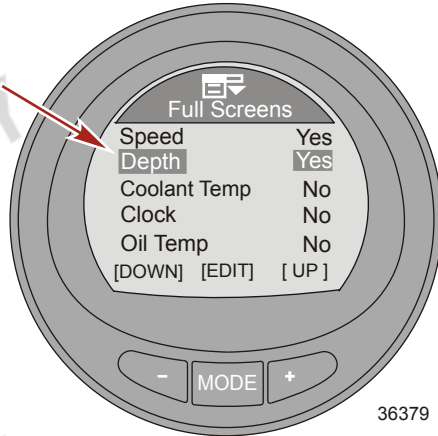 Full Screens
Speed Yes
Depth Yes
Coolant Temp No
Clock No
Oil Temp No
[DOWN] [EDIT] [ UP ]
- MODE +
36379